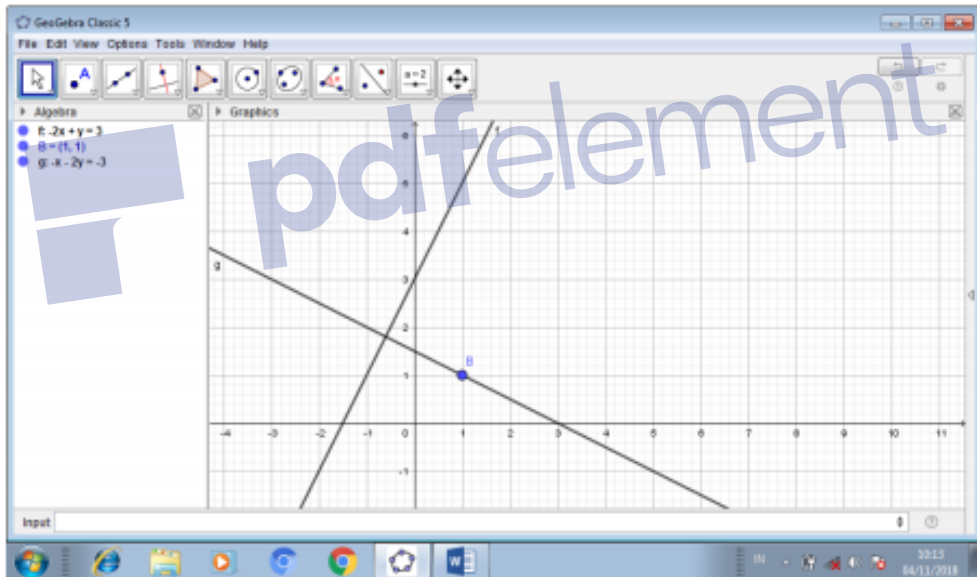 GeoGebra Classic 5
File Edit View Options Tools Window Help
A
a=2
Algebra
Graphics
f: -2x + y = 3
B = (1, 1)
g: -x - 2y = -3
pdfelement
f
6
5
4
g
3
2
B
1
-4 -3 -2 -1 0 1 2 3 4 5 6 7 8 9 10 11
-1
Input
W
IN
10:13
04/11/2018